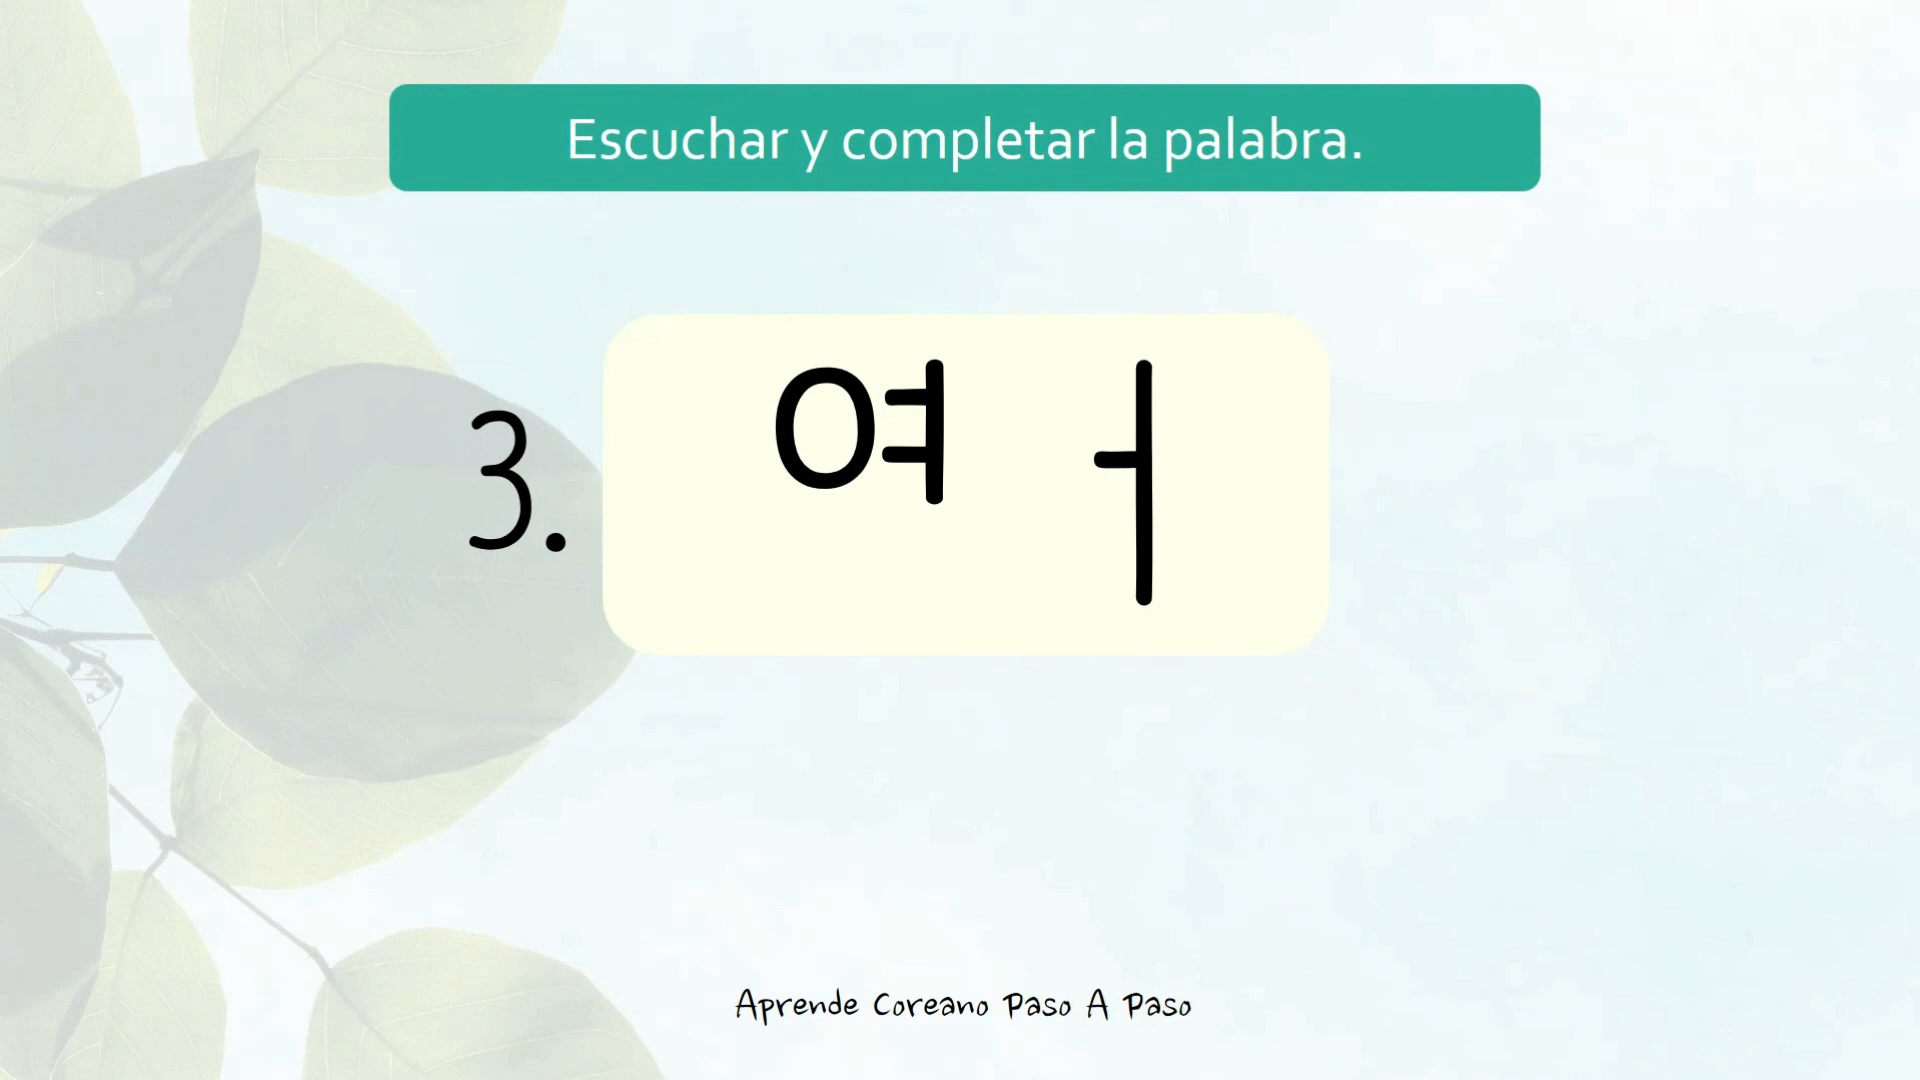 Escuchar y completar la palabra.
3. 여 ㅓ
Aprende Coreano Paso A Paso